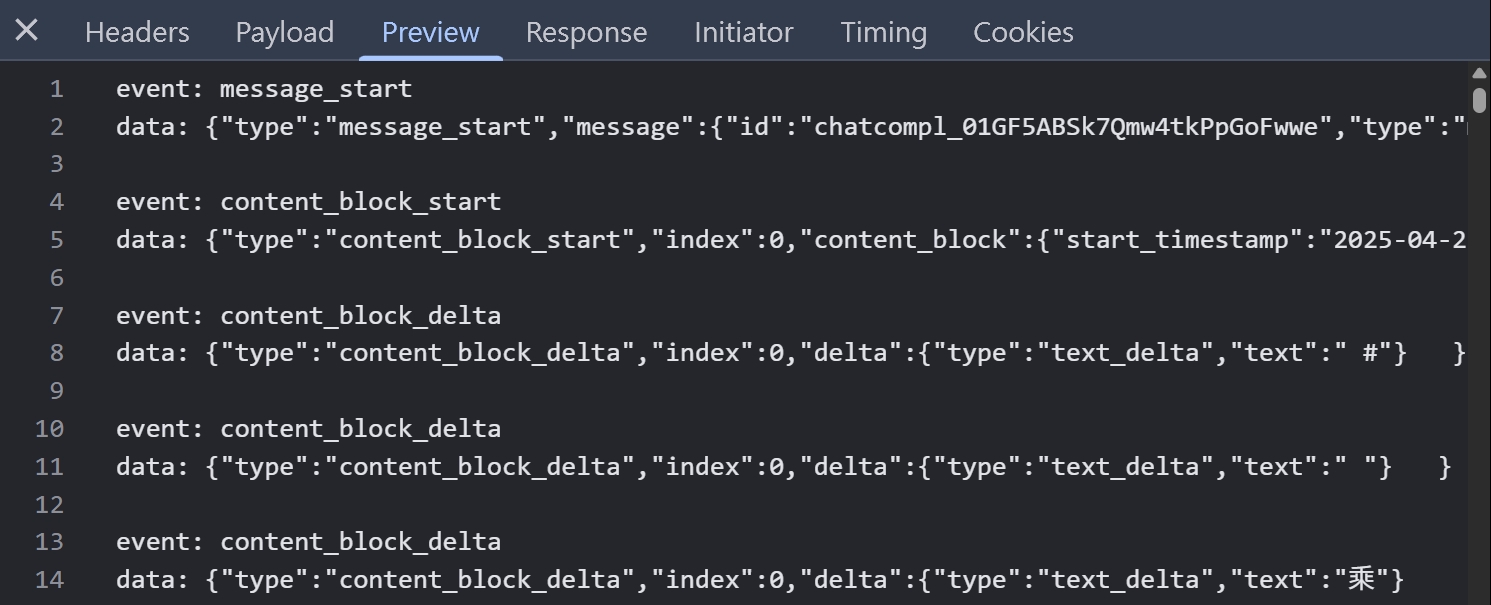 Headers Payload Preview Response Initiator Timing Cookies
1 event: message_start
2 data: {"type":"message_start","message":{"id":"chatcompl_01GF5ABSk7Qmw4tkPpGoFwwe","type":"
3
4 event: content_block_start
5 data: {"type":"content_block_start","index":0,"content_block":{"start_timestamp":"2025-04-2
6
7 event: content_block_delta
8 data: {"type":"content_block_delta","index":0,"delta":{"type":"text_delta","text":" #"}   }
9
10 event: content_block_delta
11 data: {"type":"content_block_delta","index":0,"delta":{"type":"text_delta","text":" "}   }
12
13 event: content_block_delta
14 data: {"type":"content_block_delta","index":0,"delta":{"type":"text_delta","text":"乘"}